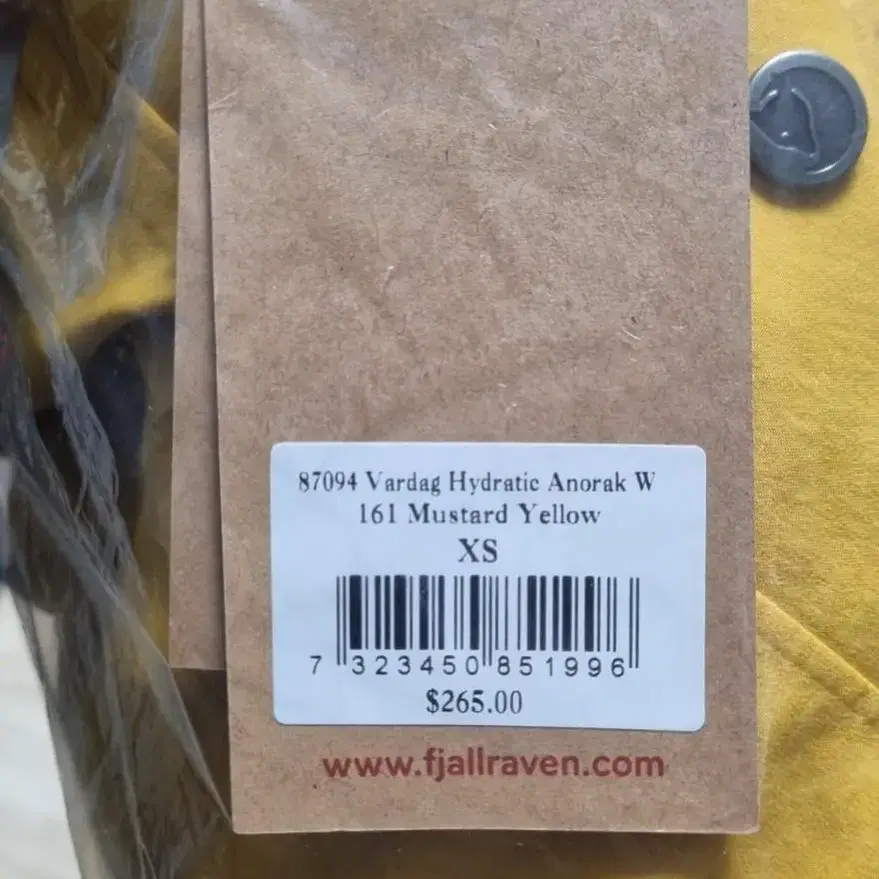 87094 Vardag Hydratic Anorak W
161 Mustard Yellow
XS
7 323450 851996
$265.00
www.fjallraven.com